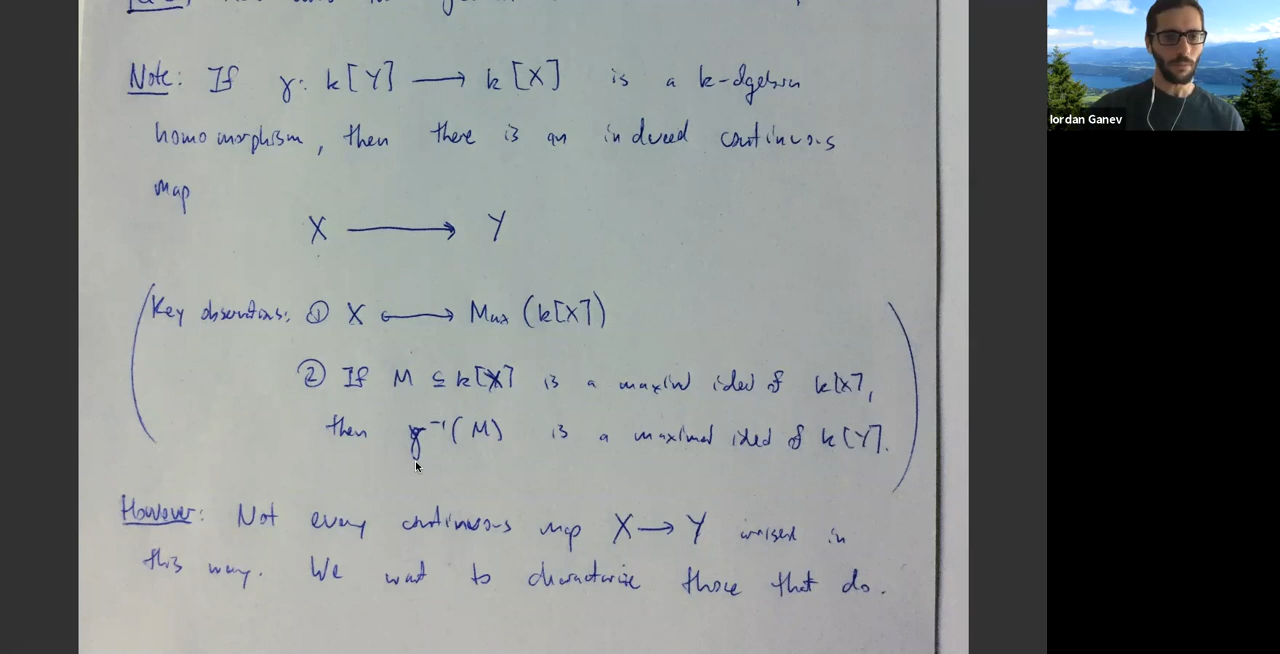 Note: If γ: k[Y] ⟶ k[X] is a k-algebra
homomorphism, then there is an induced continuous
map
X ⟶ Y
(Key observations: ① X ⟷ Max (k[X])
② If M ⊆ k[X] is a maximal ideal of k[X],
then γ⁻¹(M) is a maximal ideal of k[Y].)
However: Not every continuous map X → Y arises in
this way. We want to characterize those that do.
Iordan Ganev